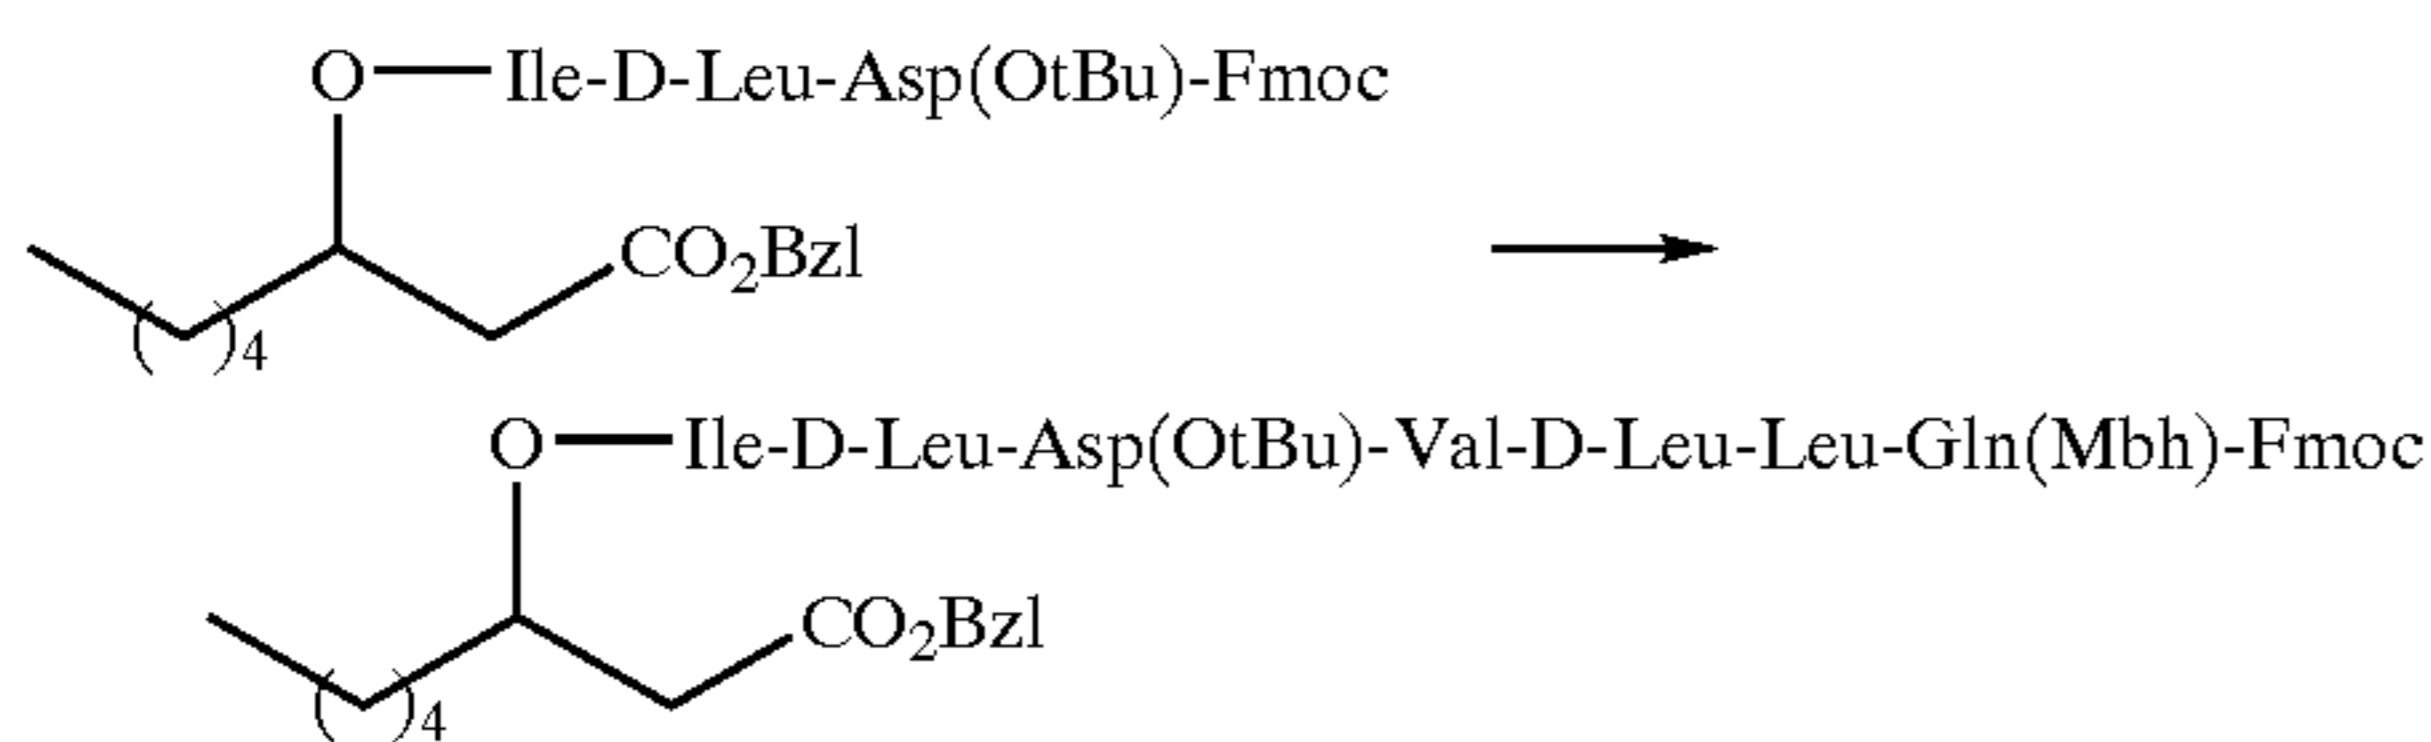 O—Ile-D-Leu-Asp(OtBu)-Fmoc
CO₂Bzl
( )₄
O—Ile-D-Leu-Asp(OtBu)-Val-D-Leu-Leu-Gln(Mbh)-Fmoc
CO₂Bzl
( )₄